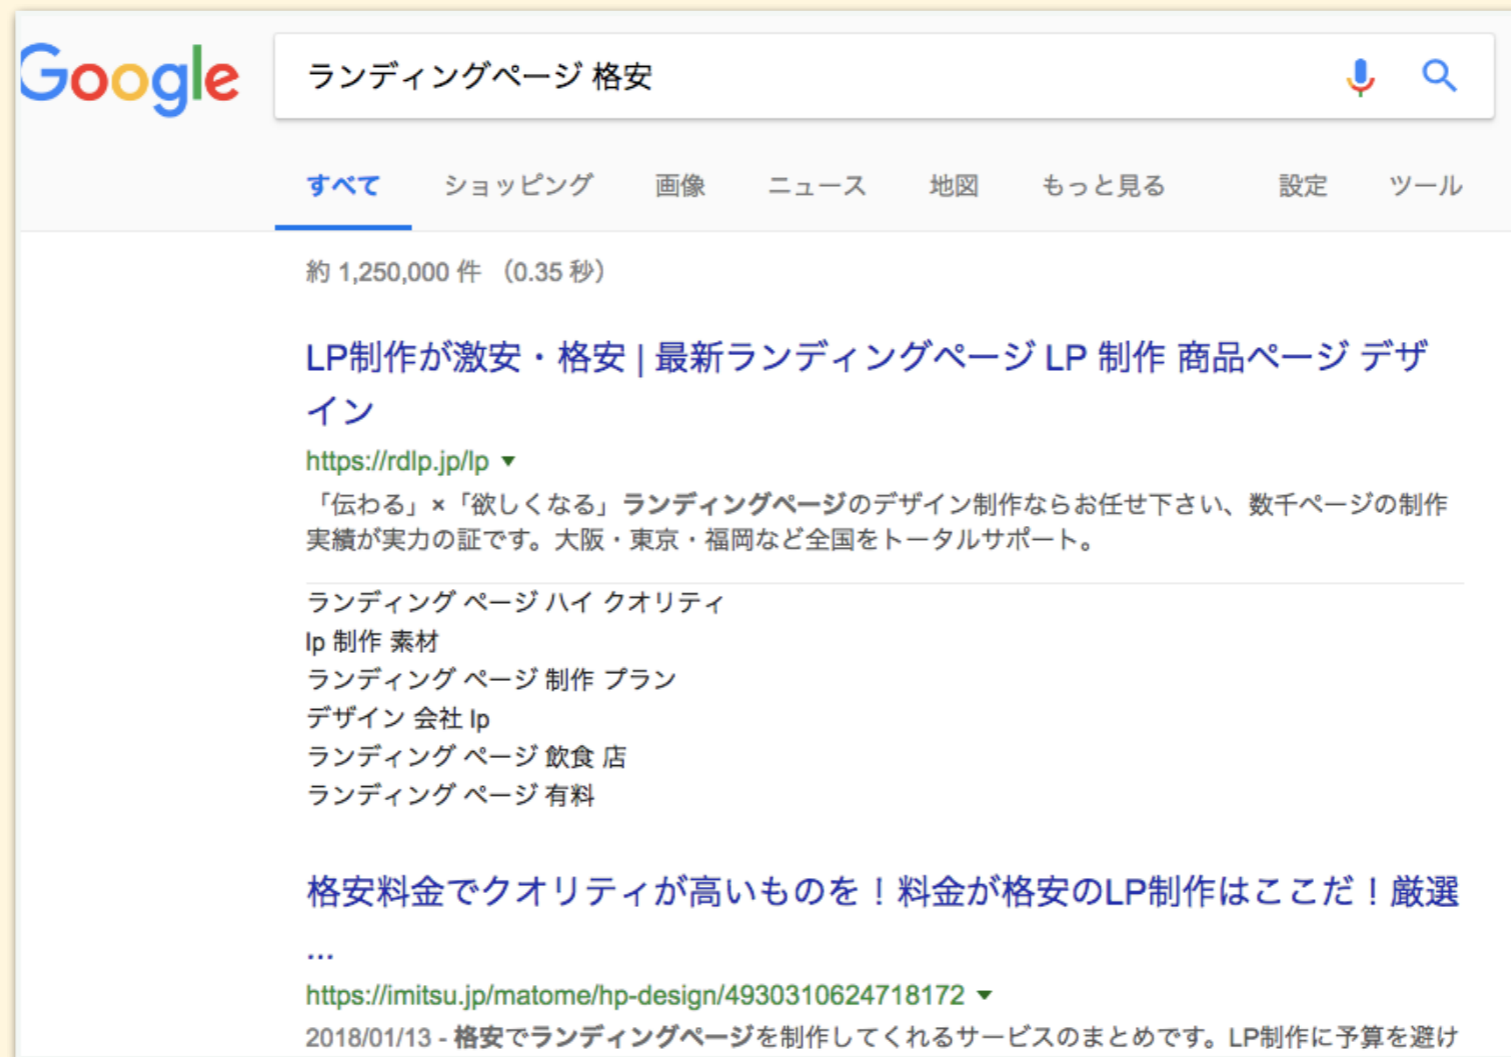 Google
ランディングページ 格安
すべて ショッピング 画像 ニュース 地図 もっと見る 設定 ツール
約 1,250,000 件 （0.35 秒）
LP制作が激安・格安 | 最新ランディングページ LP 制作 商品ページ デザ
イン
https://rdlp.jp/lp
「伝わる」×「欲しくなる」ランディングページのデザイン制作ならお任せ下さい、数千ページの制作
実績が実力の証です。大阪・東京・福岡など全国をトータルサポート。
ランディング ページ ハイ クオリティ
lp 制作 素材
ランディング ページ 制作 プラン
デザイン 会社 lp
ランディング ページ 飲食 店
ランディング ページ 有料
格安料金でクオリティが高いものを！料金が格安のLP制作はここだ！厳選
...
https://imitsu.jp/matome/hp-design/4930310624718172
2018/01/13 - 格安でランディングページを制作してくれるサービスのまとめです。LP制作に予算を避け